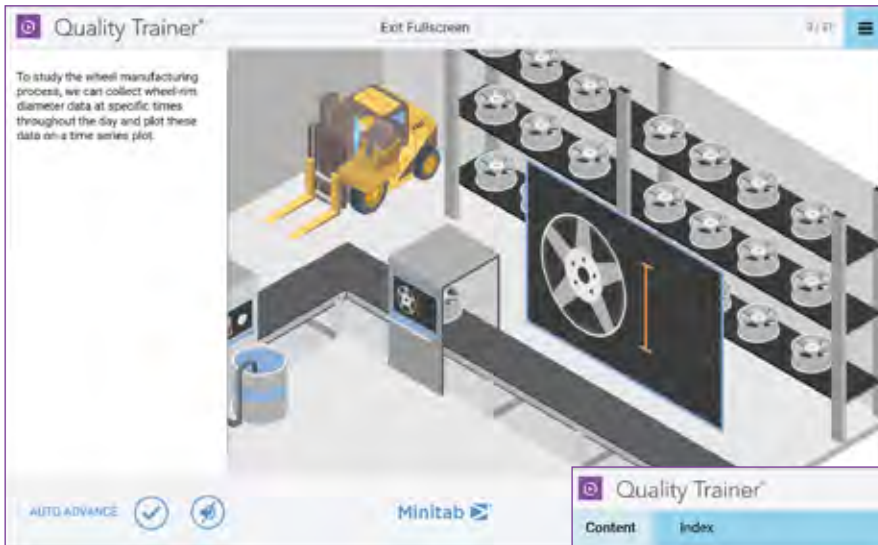 Quality Trainer®
Exit Fullscreen
To study the wheel manufacturing
process, we can collect wheel-rim
diameter data at specific times
throughout the day and plot these
data on a time series plot.
AUTO ADVANCE
Minitab
Quality Trainer®
Content Index